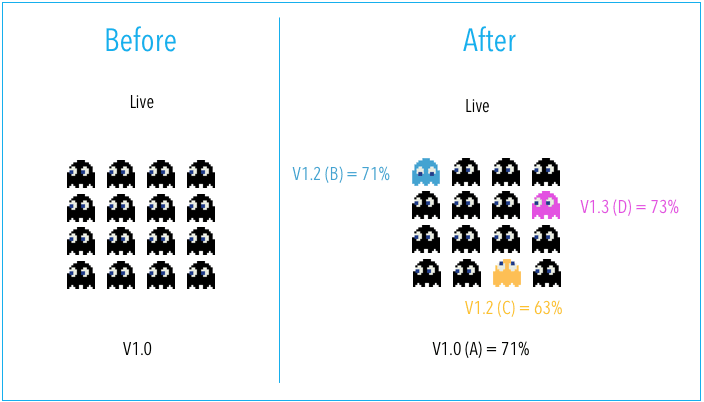 Before
Live
V1.0
After
Live
V1.2 (B) = 71%
V1.3 (D) = 73%
V1.2 (C) = 63%
V1.0 (A) = 71%